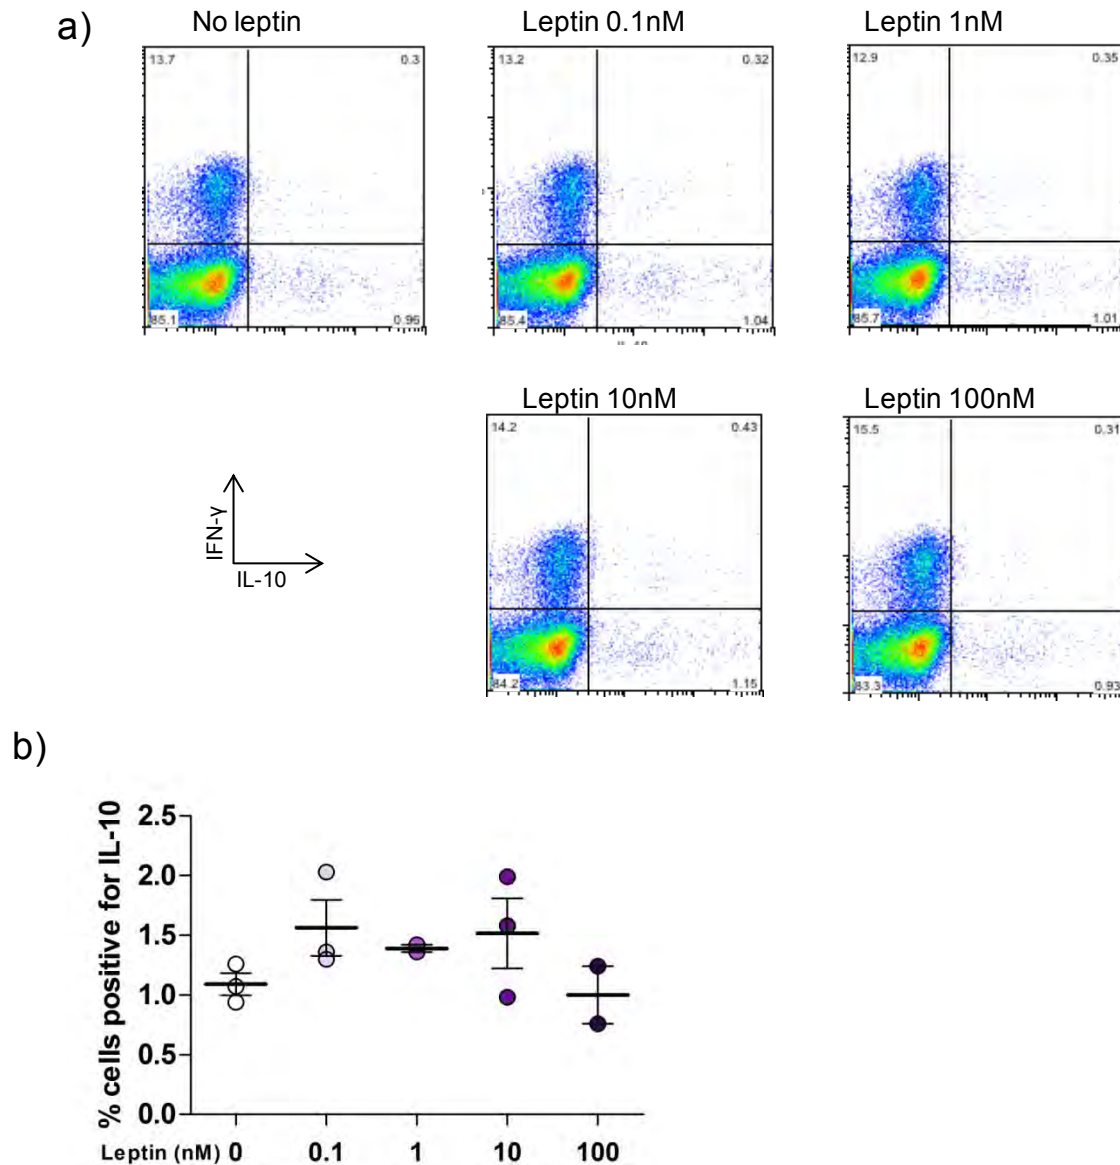 a)
No leptin
Leptin 0.1nM
Leptin 1nM
13.7
0.3
13.2
0.32
12.9
0.35
85.1
0.96
85.4
1.04
85.7
1.01
Leptin 10nM
Leptin 100nM
14.2
0.43
15.5
0.31
IFN-γ
IL-10
84.2
1.15
83.3
0.93
b)
% cells positive for IL-10
2.5
2.0
1.5
1.0
0.5
0.0
Leptin (nM) 0 0.1 1 10 100